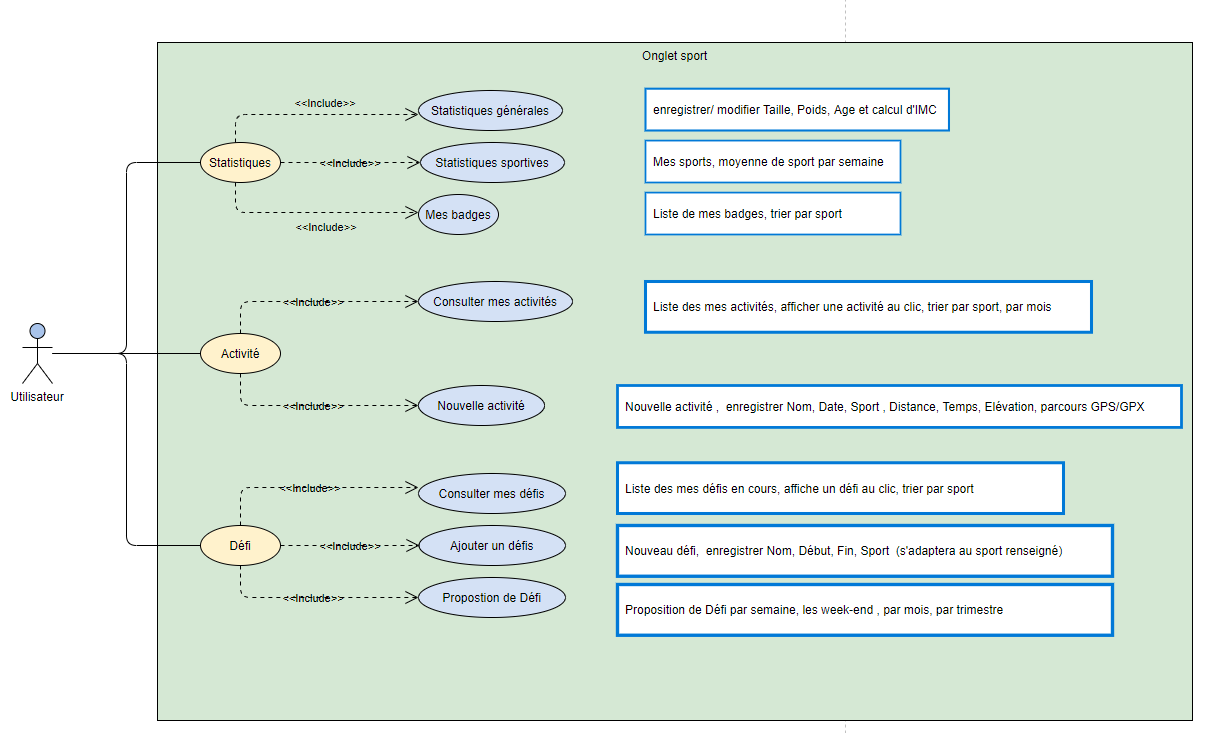 Onglet sport
<<Include>>
Statistiques générales
enregistrer/ modifier Taille, Poids, Age et calcul d'IMC
Statistiques
<<Include>>
Statistiques sportives
Mes sports, moyenne de sport par semaine
Mes badges
Liste de mes badges, trier par sport
<<Include>>
<<Include>>
Consulter mes activités
Liste des mes activités, afficher une activité au clic, trier par sport, par mois
Activité
Utilisateur
<<Include>>
Nouvelle activité
Nouvelle activité , enregistrer Nom, Date, Sport , Distance, Temps, Elévation, parcours GPS/GPX
<<Include>>
Consulter mes défis
Liste des mes défis en cours, affiche un défi au clic, trier par sport
Défi
<<Include>>
Ajouter un défis
Nouveau défi, enregistrer Nom, Début, Fin, Sport (s'adaptera au sport renseigné)
<<Include>>
Propostion de Défi
Proposition de Défi par semaine, les week-end , par mois, par trimestre